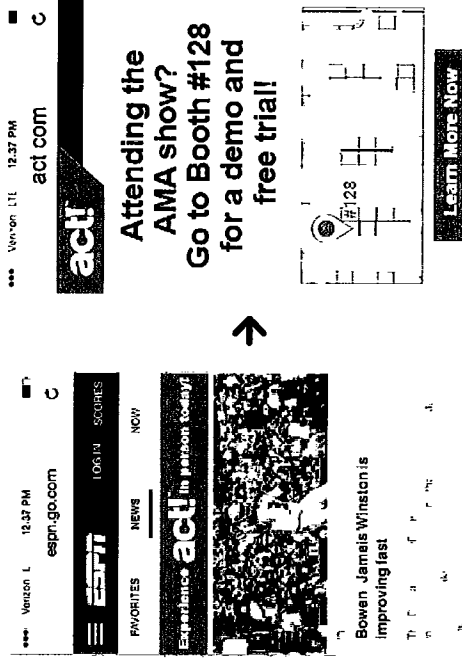 Verizon L 12:37 PM
espn.go.com
ESPN LOGIN SCORES
FAVORITES NEWS NOW
Experience act! in person today!
Bowen Jameis Winston is
improving fast
Verizon LTE 12:37 PM
act com
act!
Attending the
AMA show?
Go to Booth #128
for a demo and
free trial!
#128
Learn More Now